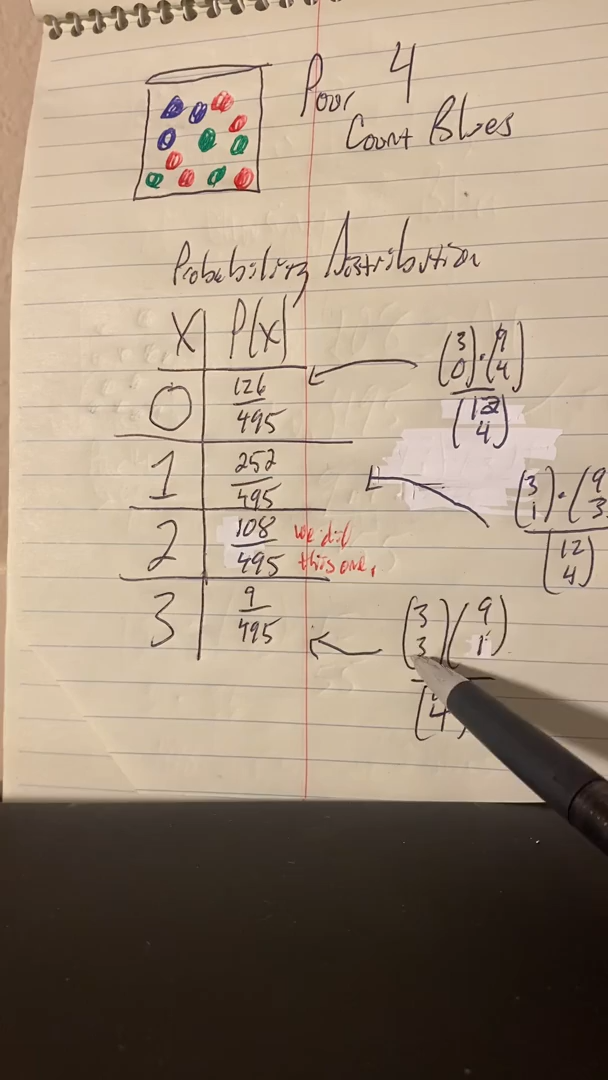 Pour 4
Count Blues
Probability Distribution
X P(x)
0 126/495
(3 0)·(9 4)
(12 4)
1 252/495
(3 1)·(9 3
(12 4)
2 108/495 we did
this one,
3 9/495
(3 3)(9 1)
(4